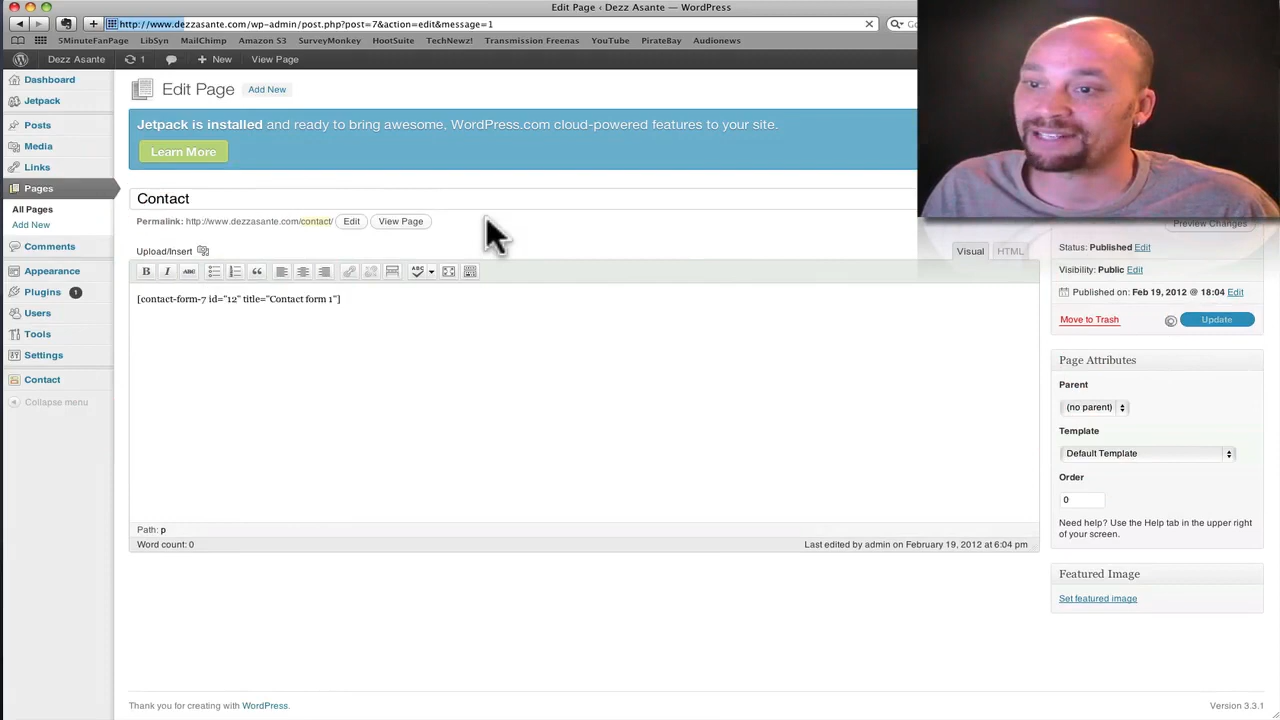 Edit Page ‹ Dezz Asante — WordPress
http://www.dezzasante.com/wp-admin/post.php?post=7&action=edit&message=1
5MinuteFanPage LibSyn MailChimp Amazon S3 SurveyMonkey HootSuite TechNewz! Transmission Freenas YouTube PirateBay Audionews
Dezz Asante 1 New View Page
Dashboard
Jetpack
Posts
Media
Links
Pages
All Pages
Add New
Comments
Appearance
Plugins 1
Users
Tools
Settings
Contact
Collapse menu
Edit Page Add New
Jetpack is installed and ready to bring awesome, WordPress.com cloud-powered features to your site.
Learn More
Contact
Permalink: http://www.dezzasante.com/contact/ Edit View Page
Upload/Insert
Visual HTML
B I ABC
ABC
[contact-form-7 id="12" title="Contact form 1"]
Path: p
Word count: 0
Last edited by admin on February 19, 2012 at 6:04 pm
Preview Changes
Status: Published Edit
Visibility: Public Edit
Published on: Feb 19, 2012 @ 18:04 Edit
Move to Trash Update
Page Attributes
Parent
(no parent)
Template
Default Template
Order
0
Need help? Use the Help tab in the upper right
of your screen.
Featured Image
Set featured image
Thank you for creating with WordPress.
Version 3.3.1